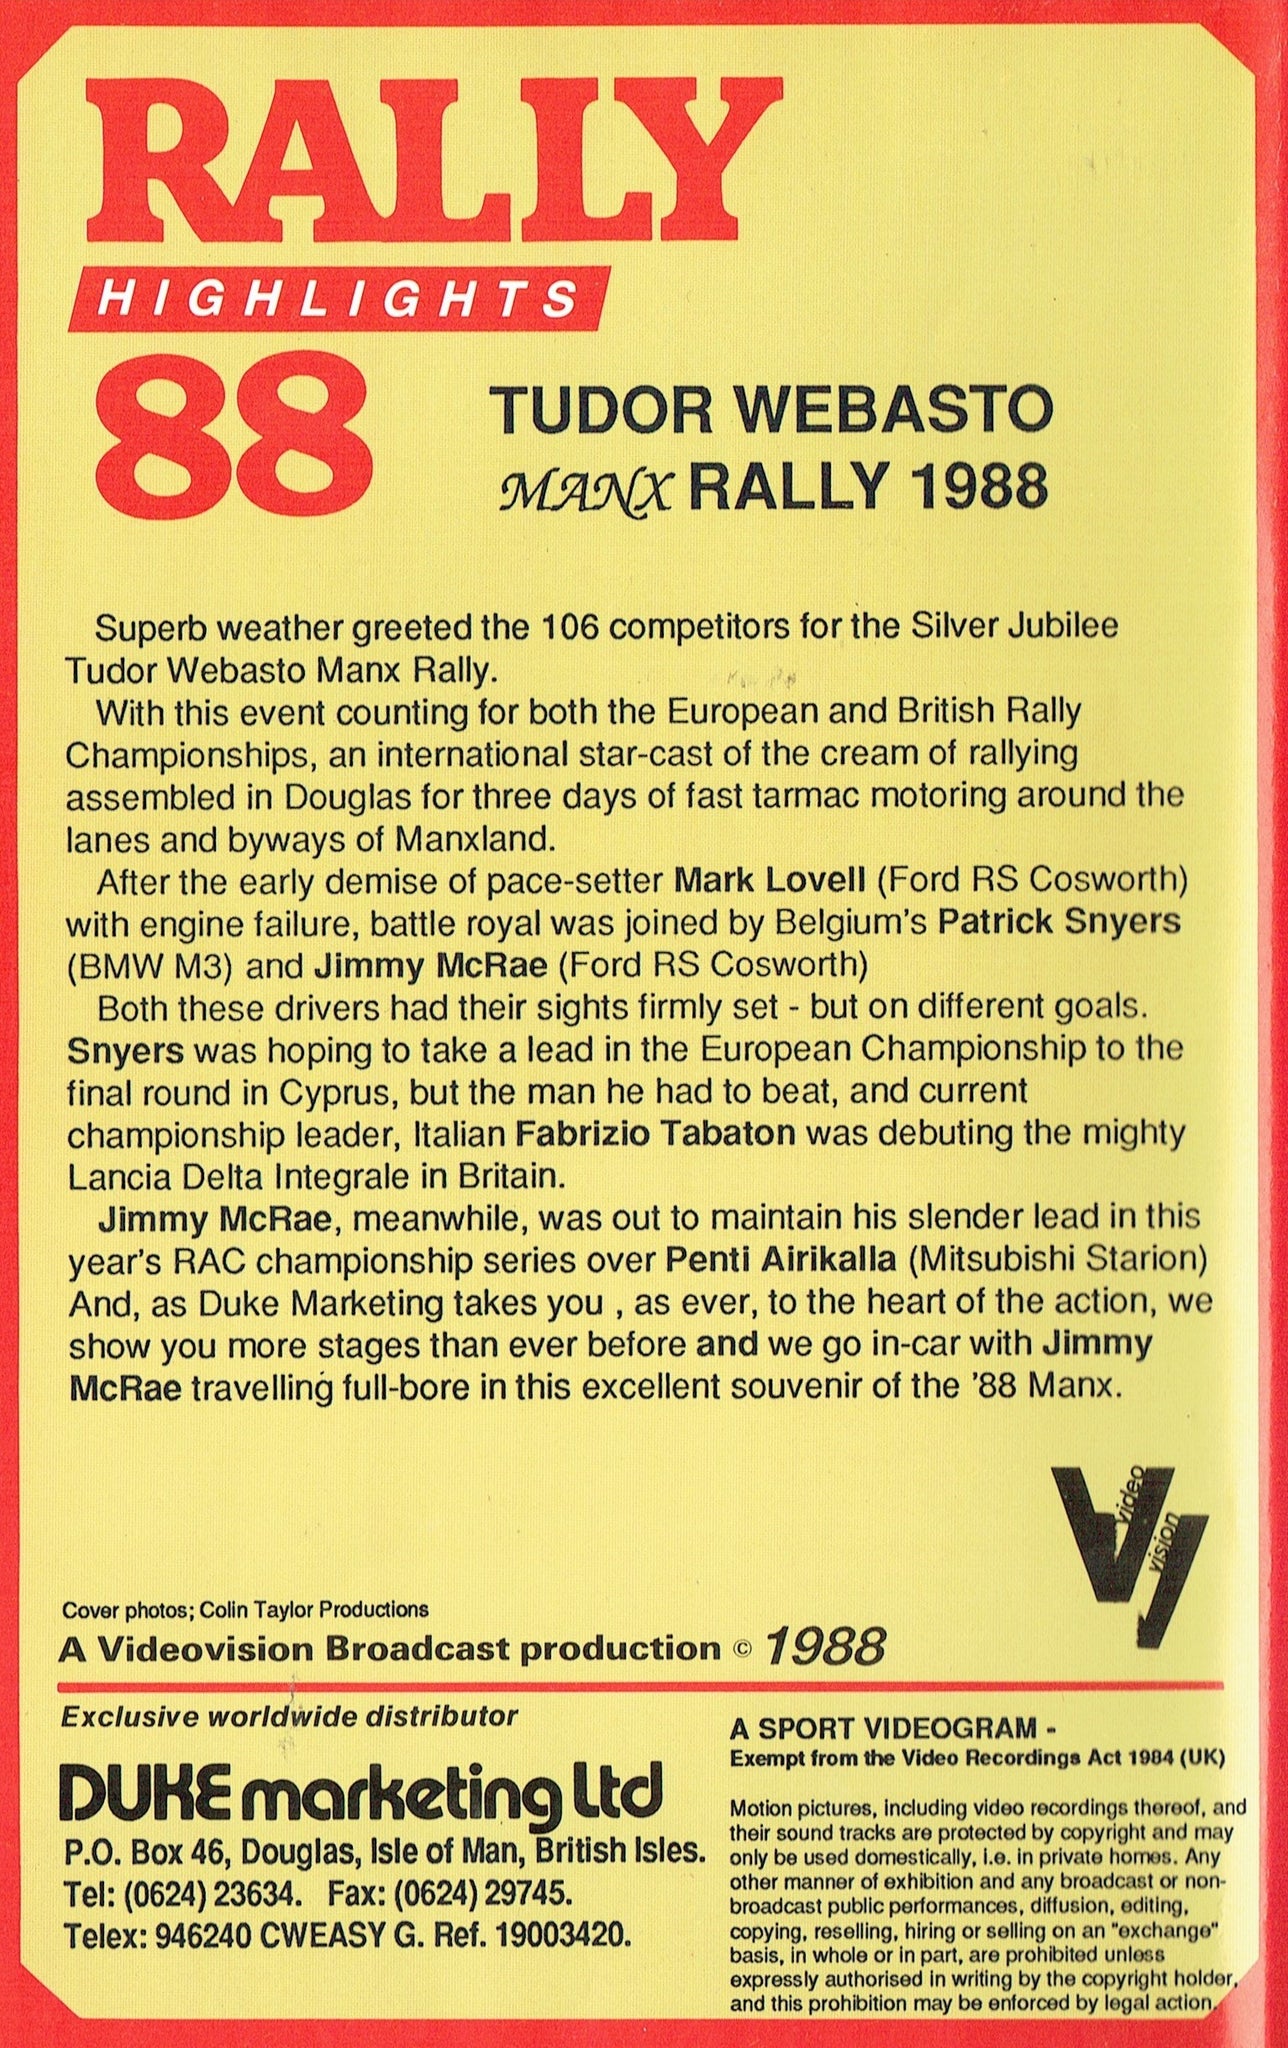 RALLY
HIGHLIGHTS
88
TUDOR WEBASTO
MANX RALLY 1988
Superb weather greeted the 106 competitors for the Silver Jubilee
Tudor Webasto Manx Rally.
With this event counting for both the European and British Rally
Championships, an international star-cast of the cream of rallying
assembled in Douglas for three days of fast tarmac motoring around the
lanes and byways of Manxland.
After the early demise of pace-setter Mark Lovell (Ford RS Cosworth)
with engine failure, battle royal was joined by Belgium's Patrick Snyers
(BMW M3) and Jimmy McRae (Ford RS Cosworth)
Both these drivers had their sights firmly set - but on different goals.
Snyers was hoping to take a lead in the European Championship to the
final round in Cyprus, but the man he had to beat, and current
championship leader, Italian Fabrizio Tabaton was debuting the mighty
Lancia Delta Integrale in Britain.
Jimmy McRae, meanwhile, was out to maintain his slender lead in this
year's RAC championship series over Penti Airikalla (Mitsubishi Starion)
And, as Duke Marketing takes you , as ever, to the heart of the action, we
show you more stages than ever before and we go in-car with Jimmy
McRae travelling full-bore in this excellent souvenir of the '88 Manx.
video
vision
Cover photos; Colin Taylor Productions
A Videovision Broadcast production © 1988
Exclusive worldwide distributor
DUKE marketing Ltd
P.O. Box 46, Douglas, Isle of Man, British Isles.
Tel: (0624) 23634. Fax: (0624) 29745.
Telex: 946240 CWEASY G. Ref. 19003420.
A SPORT VIDEOGRAM -
Exempt from the Video Recordings Act 1984 (UK)
Motion pictures, including video recordings thereof, and
their sound tracks are protected by copyright and may
only be used domestically, i.e. in private homes. Any
other manner of exhibition and any broadcast or non-
broadcast public performances, diffusion, editing,
copying, reselling, hiring or selling on an "exchange"
basis, in whole or in part, are prohibited unless
expressly authorised in writing by the copyright holder,
and this prohibition may be enforced by legal action.